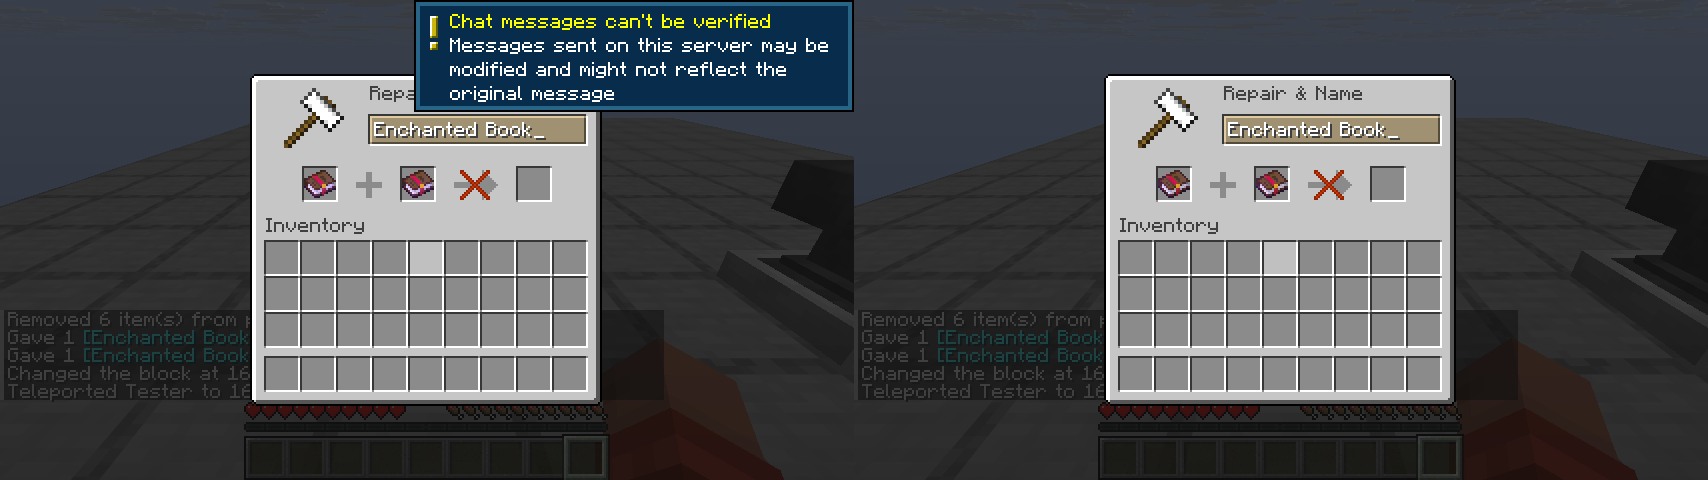 Chat messages can't be verified
Messages sent on this server may be
modified and might not reflect the
original message
Enchanted Book_
Inventory
Removed 6 item(s) from
Gave 1 [Enchanted Book
Gave 1 [Enchanted Book
Changed the block at 16
Teleported Tester to 16
Repair & Name
Enchanted Book_
Inventory
Removed 6 item(s) from
Gave 1 [Enchanted Book
Gave 1 [Enchanted Book
Changed the block at 16
Teleported Tester to 16